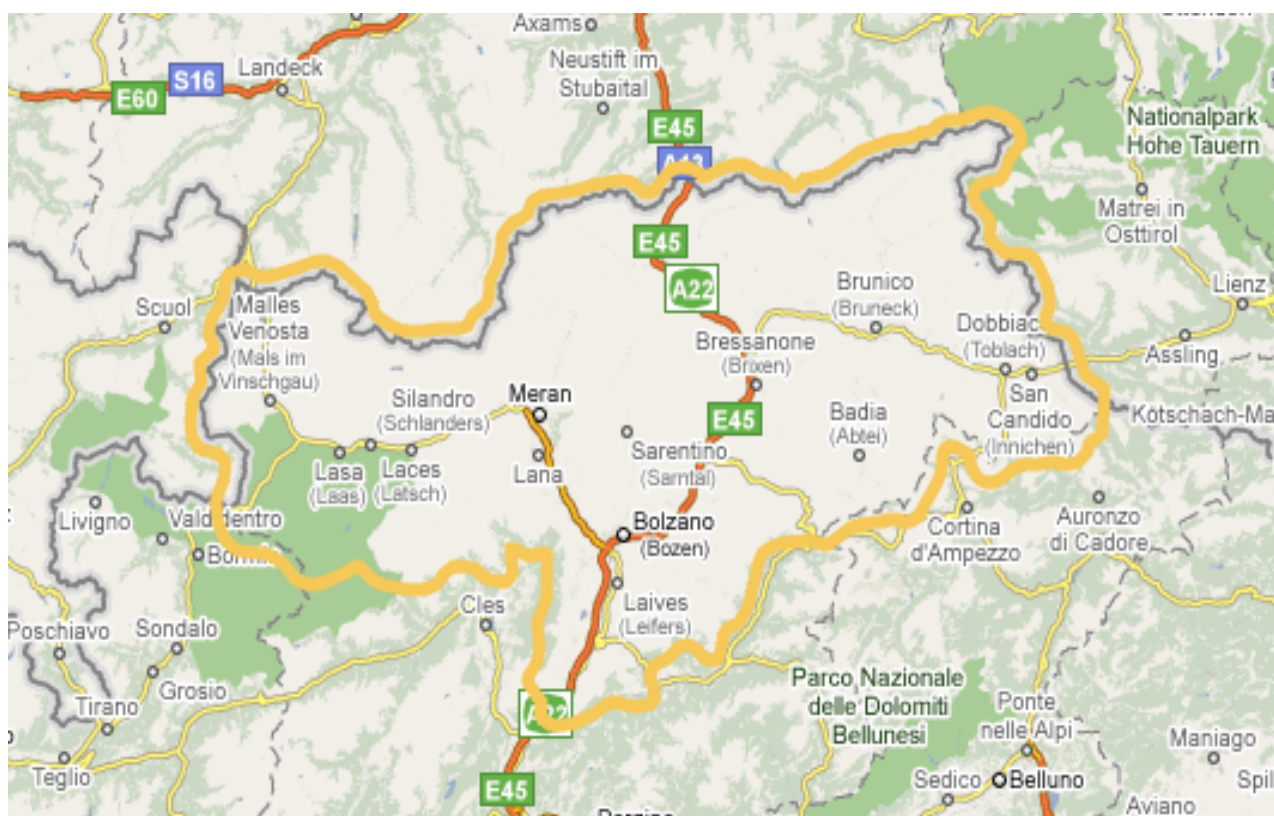 Axams
Neustift im
Stubaital
Landeck
S16
E60
E45
Nationalpark
Hohe Tauern
Matrei in
Osttirol
E45
A22
Scuol
Malles
Venosta
(Mals im
Vinschgau)
Brunico
(Bruneck)
Lienz
Dobbiac
(Toblach)
Assling
Bressanone
(Brixen)
Silandro
(Schlanders)
Meran
E45
San
Candido
(Innichen)
Kötschach-Ma
Badia
(Abtei)
Sarentino
(Sarntal)
Lasa
(Laas)
Laces
(Latsch)
Lana
Livigno
Bolzano
(Bozen)
Cortina
d'Ampezzo
Auronzo
di Cadore
Cles
Laives
(Leifers)
Poschiavo
Sondalo
Grosio
Tirano
Teglio
Parco Nazionale
delle Dolomiti
Bellunesi
A22
Ponte
nelle Alpi
Maniago
E45
Sedico
Belluno
Spil
Aviano